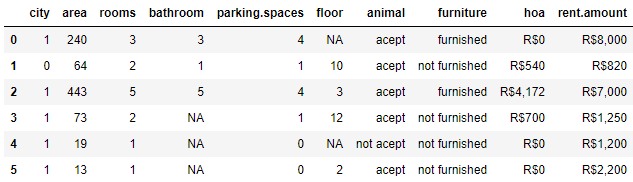 city area rooms bathroom parking.spaces floor animal furniture hoa rent.amount
0 1 240 3 3 4 NA acept furnished R$0 R$8,000
1 0 64 2 1 1 10 acept not furnished R$540 R$820
2 1 443 5 5 4 3 acept furnished R$4,172 R$7,000
3 1 73 2 NA 1 12 acept not furnished R$700 R$1,250
4 1 19 1 NA 0 NA not acept not furnished R$0 R$1,200
5 1 13 1 NA 0 2 acept not furnished R$0 R$2,200